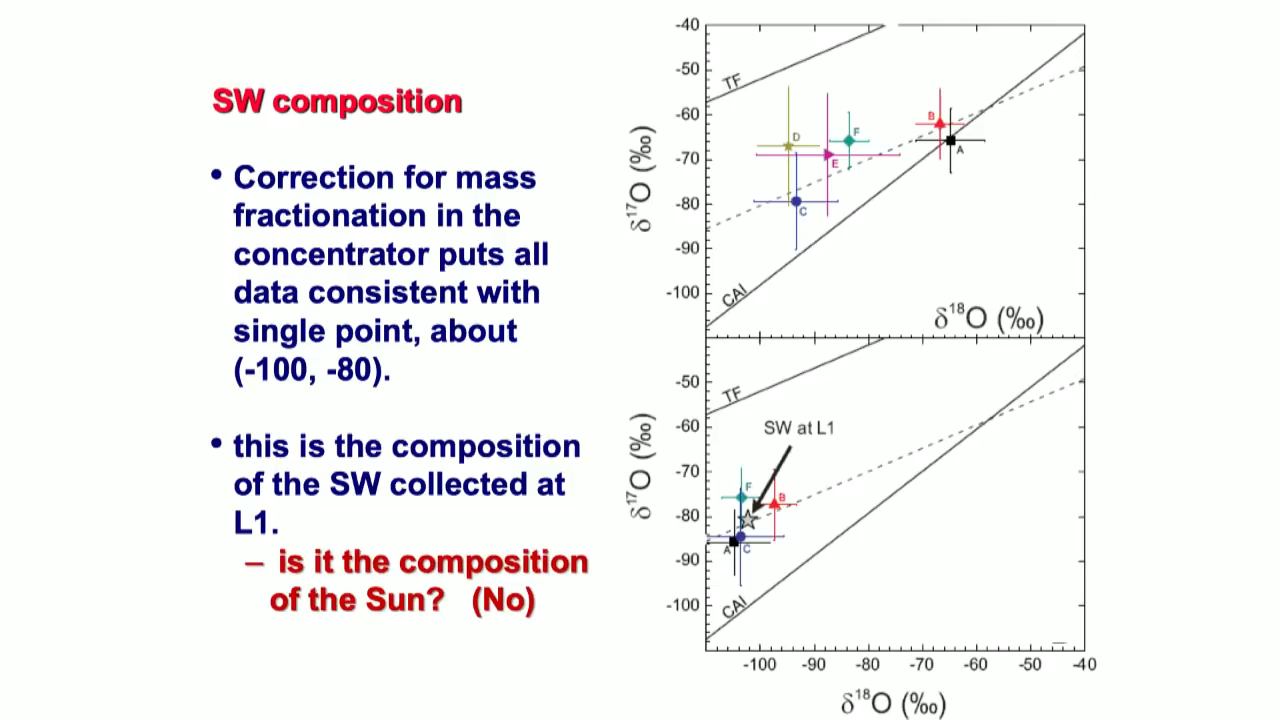 SW composition
• Correction for mass
fractionation in the
concentrator puts all
data consistent with
single point, about
(-100, -80).
• this is the composition
of the SW collected at
L1.
– is it the composition
of the Sun? (No)
-40
-50
-60
-70
-80
-90
-100
δ¹⁷O (‰)
TF
D
E
F
C
B
A
CAI
δ¹⁸O (‰)
-50
-60
-70
-80
-90
-100
δ¹⁷O (‰)
TF
SW at L1
F
B
A
C
CAI
-100 -90 -80 -70 -60 -50 -40
δ¹⁸O (‰)